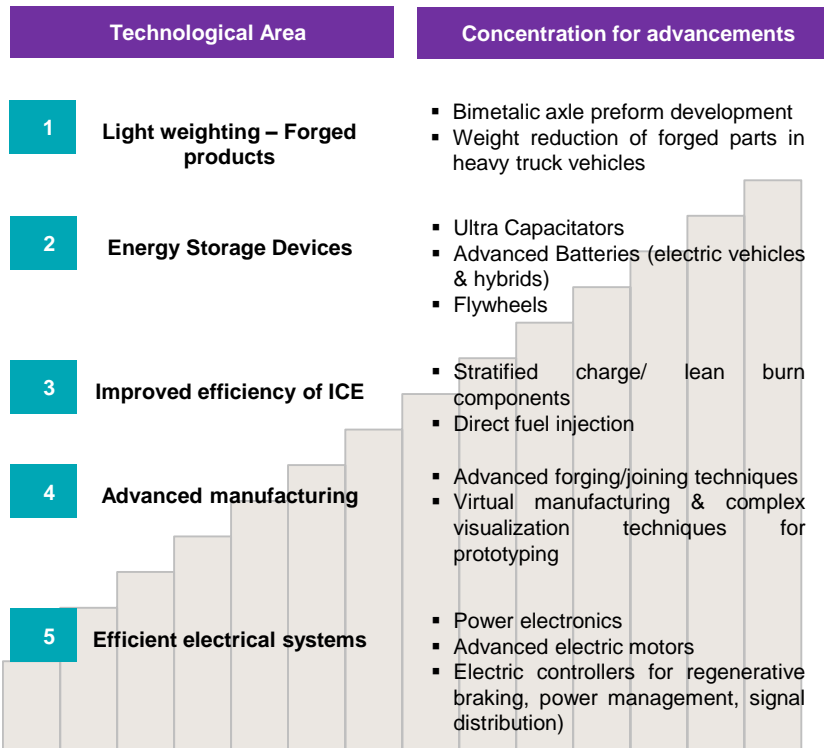 Technological Area
Concentration for advancements
1
Light weighting – Forged
products
▪ Bimetalic axle preform development
▪ Weight reduction of forged parts in
heavy truck vehicles
2
Energy Storage Devices
▪ Ultra Capacitators
▪ Advanced Batteries (electric vehicles
& hybrids)
▪ Flywheels
3
Improved efficiency of ICE
▪ Stratified charge/ lean burn
components
▪ Direct fuel injection
4
Advanced manufacturing
▪ Advanced forging/joining techniques
▪ Virtual manufacturing & complex
visualization techniques for
prototyping
5
Efficient electrical systems
▪ Power electronics
▪ Advanced electric motors
▪ Electric controllers for regenerative
braking, power management, signal
distribution)